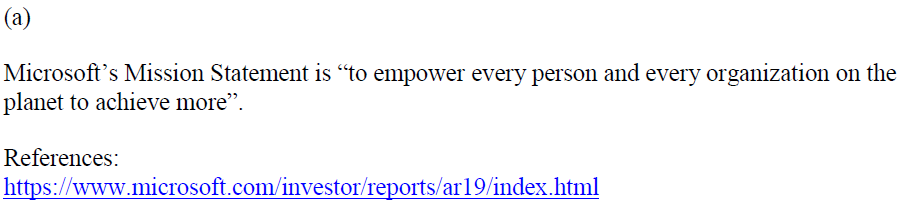 (a)
Microsoft’s Mission Statement is “to empower every person and every organization on the
planet to achieve more”.
References:
https://www.microsoft.com/investor/reports/ar19/index.html